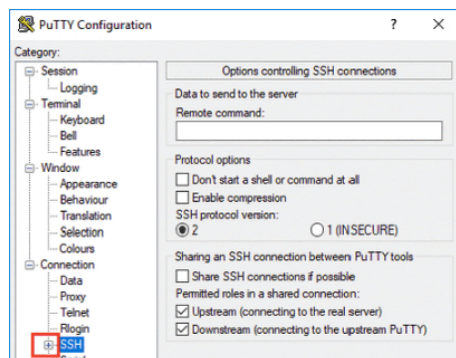 PuTTY Configuration
?
Category:
Session
Logging
Terminal
Keyboard
Bell
Features
Window
Appearance
Behaviour
Translation
Selection
Colours
Connection
Data
Proxy
Telnet
Rlogin
SSH
Options controlling SSH connections
Data to send to the server
Remote command:
Protocol options
Don't start a shell or command at all
Enable compression
SSH protocol version:
2
1 (INSECURE)
Sharing an SSH connection between PuTTY tools
Share SSH connections if possible
Permitted roles in a shared connection:
Upstream (connecting to the real server)
Downstream (connecting to the upstream PuTTY)